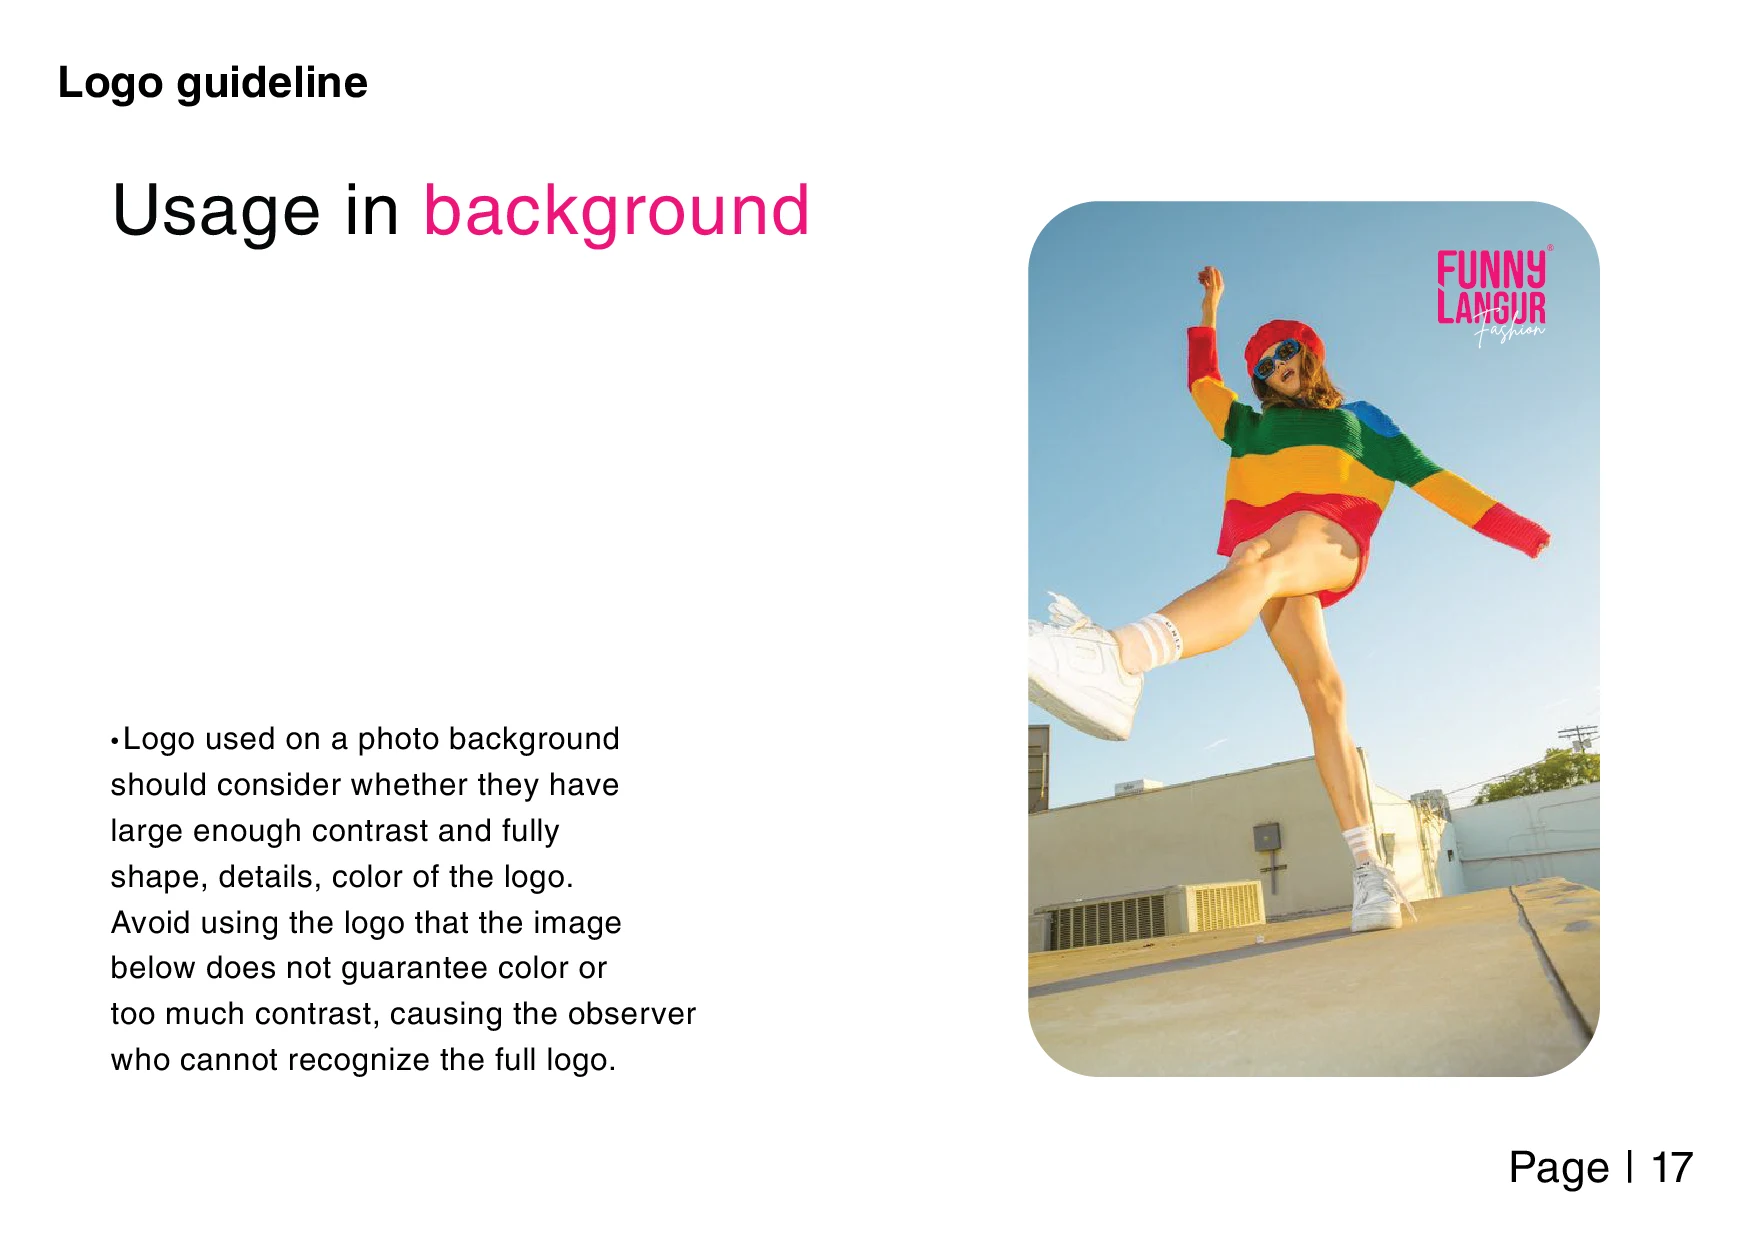 Logo guideline
Usage in background
FUNNY®
LANGUR
Fashion
•Logo used on a photo background
should consider whether they have
large enough contrast and fully
shape, details, color of the logo.
Avoid using the logo that the image
below does not guarantee color or
too much contrast, causing the observer
who cannot recognize the full logo.
Page | 17